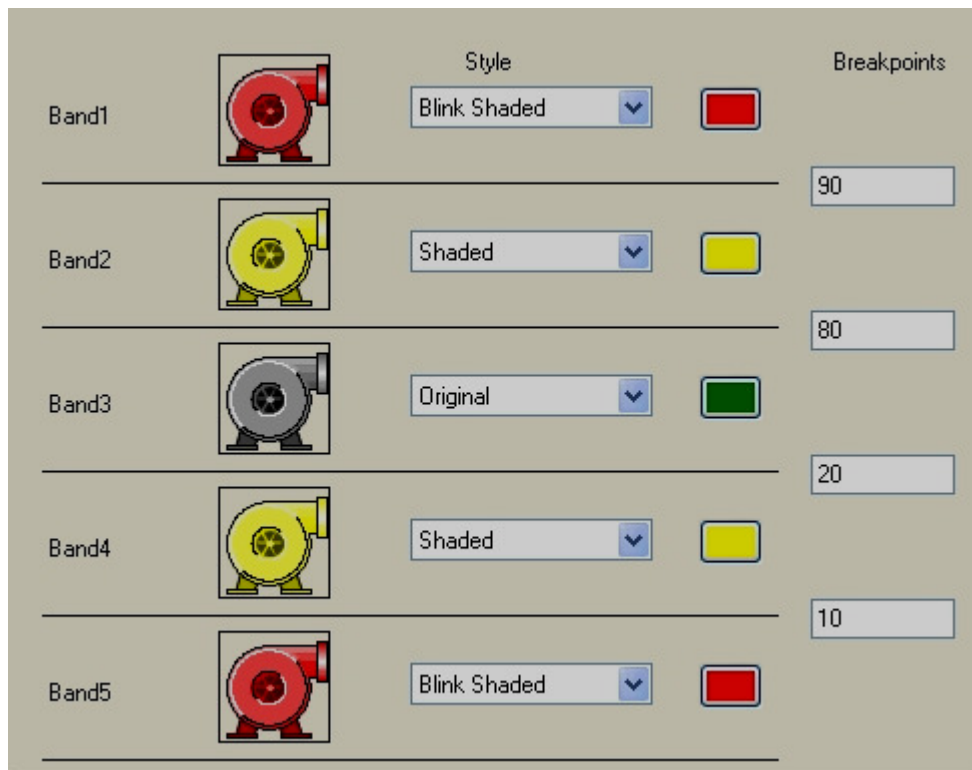 Style Breakpoints
Band1 Blink Shaded
90
Band2 Shaded
80
Band3 Original
20
Band4 Shaded
10
Band5 Blink Shaded